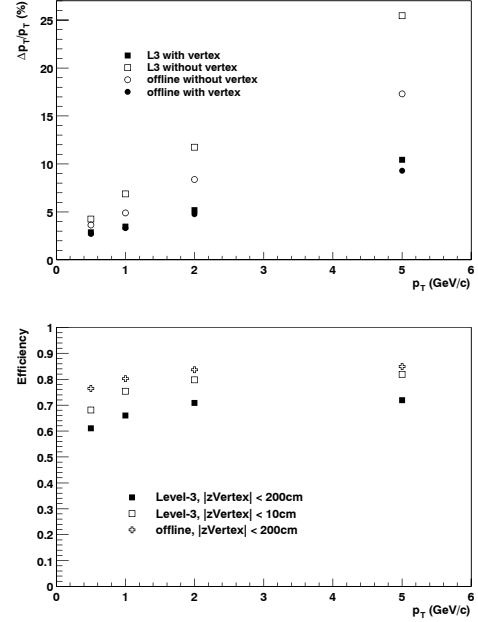 Δp_T/p_T (%)
25
20
15
10
5
0
L3 with vertex
L3 without vertex
offline without vertex
offline with vertex
0 1 2 3 4 5 6
p_T (GeV/c)
Efficiency
1
0.9
0.8
0.7
0.6
0.5
0.4
0.3
0.2
0.1
0
Level-3, |zVertex| < 200cm
Level-3, |zVertex| < 10cm
offline, |zVertex| < 200cm
0 1 2 3 4 5 6
p_T (GeV/c)